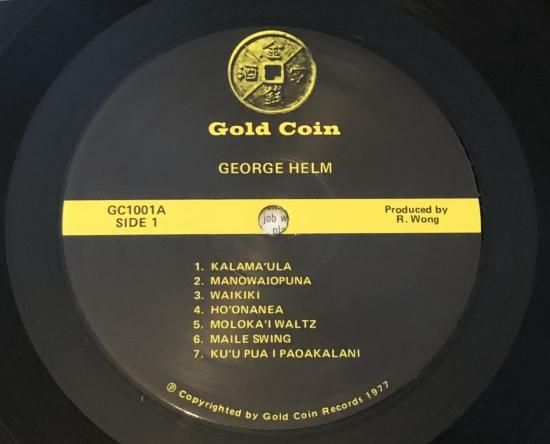 Gold Coin
GEORGE HELM
GC1001A
SIDE 1
Produced by
R. Wong
job w
1. KALAMA'ULA
2. MANOWAIOPUNA
3. WAIKIKI
4. HO'ONANEA
5. MOLOKA'I WALTZ
6. MAILE SWING
7. KU'U PUA I PAOAKALANI
Ⓟ Copyrighted by Gold Coin Records 1977